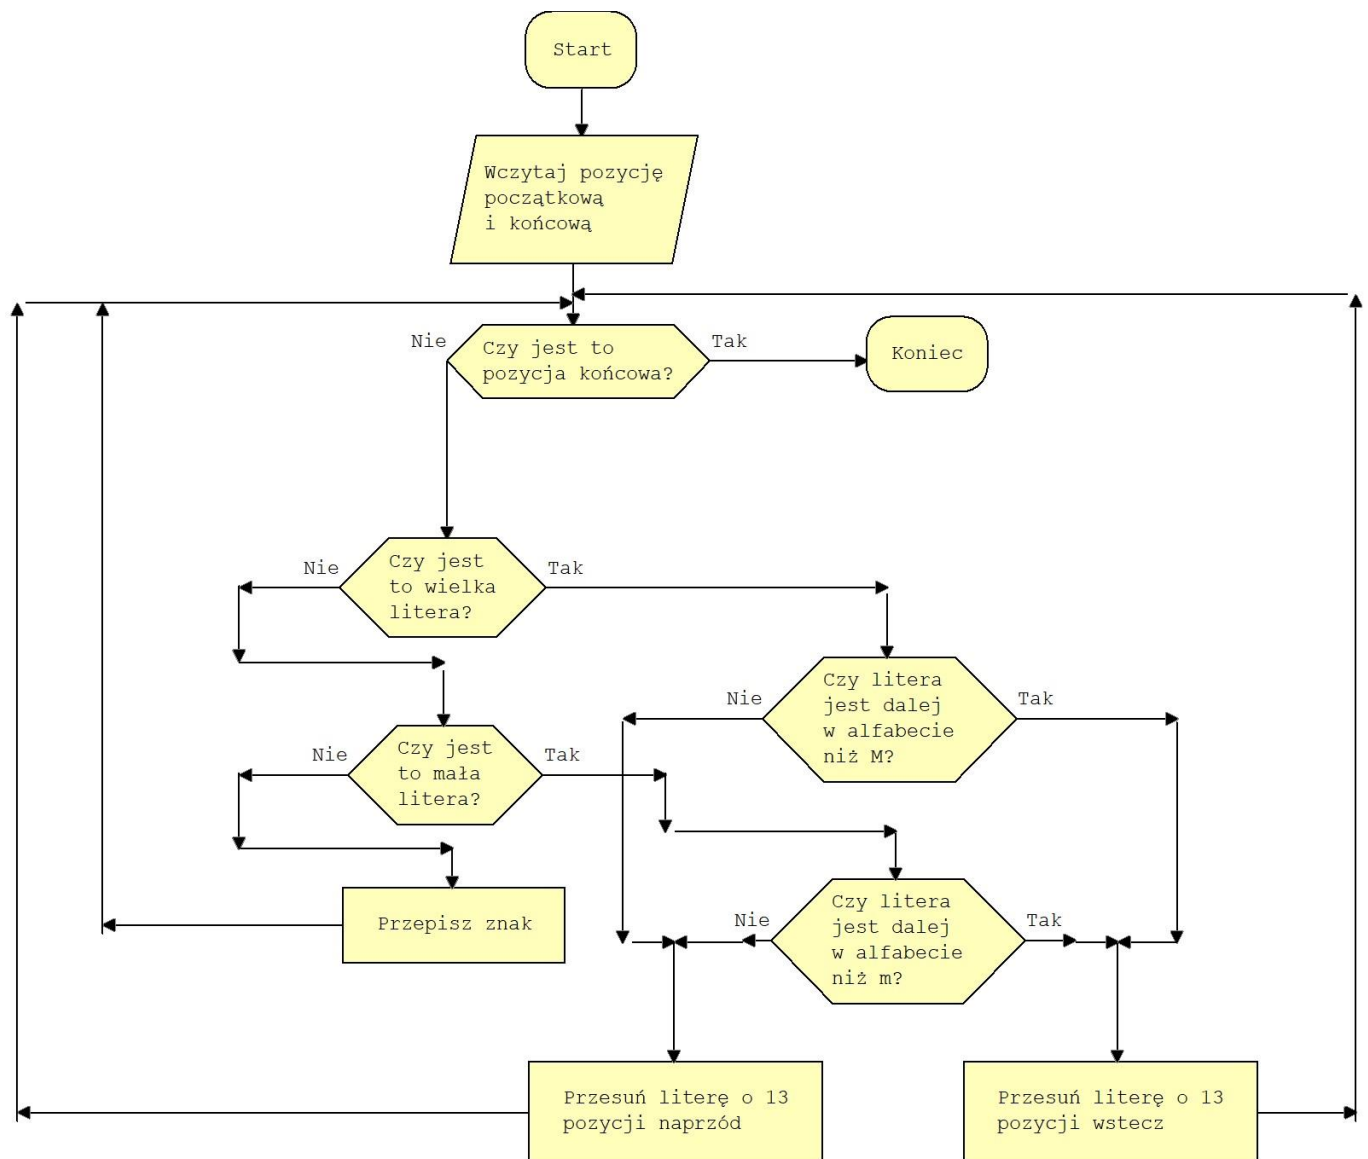 Start
Wczytaj pozycję
początkową
i końcową
Nie
Czy jest to
pozycja końcowa?
Tak
Koniec
Nie
Czy jest
to wielka
litera?
Tak
Nie
Czy litera
jest dalej
w alfabecie
niż M?
Tak
Nie
Czy jest
to mała
litera?
Tak
Przepisz znak
Nie
Czy litera
jest dalej
w alfabecie
niż m?
Tak
Przesuń literę o 13
pozycji naprzód
Przesuń literę o 13
pozycji wstecz